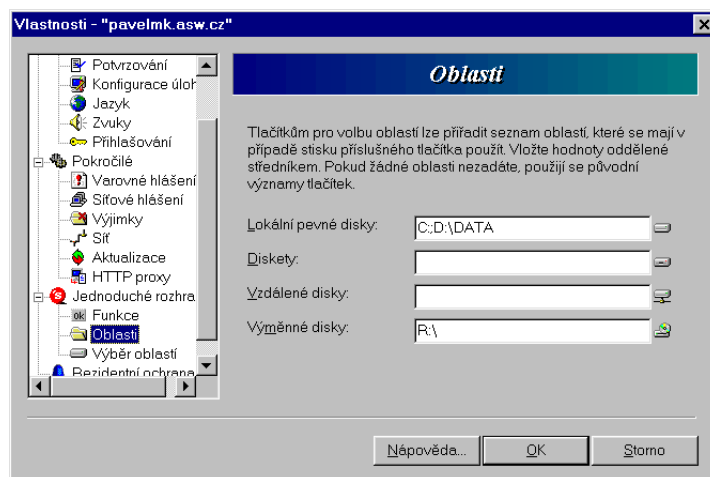 Vlastnosti - "pavelmk.asw.cz"
Potvrzování
Konfigurace úloh
Jazyk
Zvuky
Přihlašování
Pokročilé
Varovné hlášení
Síťové hlášení
Výjimky
Síť
Aktualizace
HTTP proxy
Jednoduché rozhra
ok Funkce
Oblasti
Výběr oblastí
Rezidentní ochrana
Oblasti
Tlačítkům pro volbu oblastí lze přiřadit seznam oblastí, které se mají v
případě stisku příslušného tlačítka použít. Vložte hodnoty oddělené
středníkem. Pokud žádné oblasti nezadáte, použijí se původní
významy tlačítek.
Lokální pevné disky: C:;D:\DATA
Diskety:
Vzdálené disky:
Výměnné disky: R:\
Nápověda... OK Storno